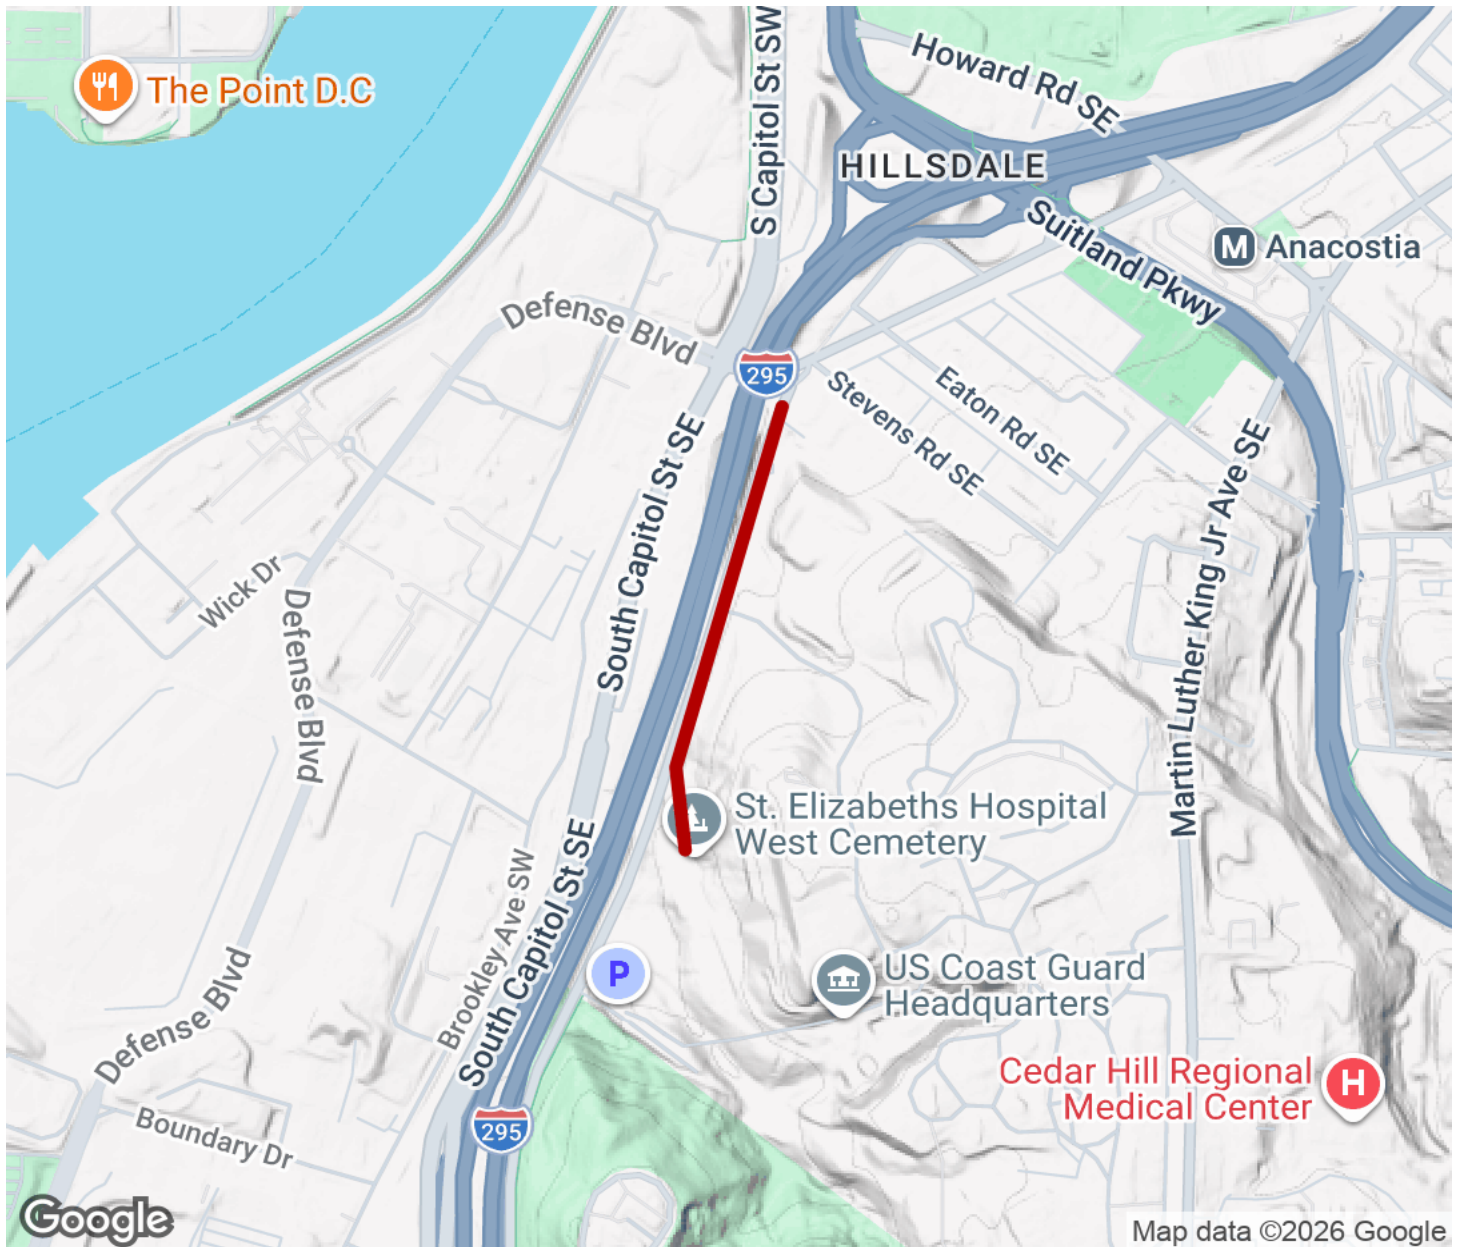 The Point D.C
S Capitol St SW
Howard Rd SE
HILLSDALE
Suitland Pkwy
M
Anacostia
Defense Blvd
295
Stevens Rd SE
Eaton Rd SE
South Capitol St SE
Martin Luther King Jr Ave SE
Wick Dr
Defense Blvd
St. Elizabeths Hospital
West Cemetery
South Capitol St SE
Brookley Ave SW
P
US Coast Guard
Headquarters
Defense Blvd
Cedar Hill Regional
Medical Center
H
295
Boundary Dr
Google
Map data ©2026 Google